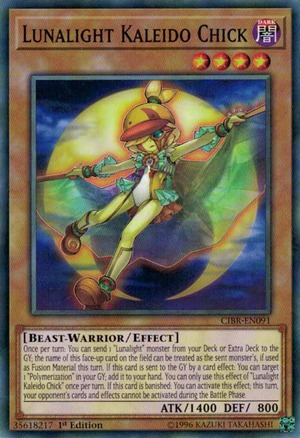 LUNALIGHT KALEIDO CHICK
DARK
闇
CIBR-EN091
[BEAST-WARRIOR/EFFECT]
Once per turn: You can send 1 "Lunalight" monster from your Deck or Extra Deck to the
GY; the name of this face-up card on the field can be treated as the sent monster's, if used
as Fusion Material this turn. If this card is sent to the GY by a card effect: You can target
1 "Polymerization" in your GY; add it to your hand. You can only use this effect of "Lunalight
Kaleido Chick" once per turn. If this card is banished: You can activate this effect; this turn,
your opponent's cards and effects cannot be activated during the Battle Phase.
ATK/1400 DEF/ 800
35618217 1st Edition ©1996 KAZUKI TAKAHASHI